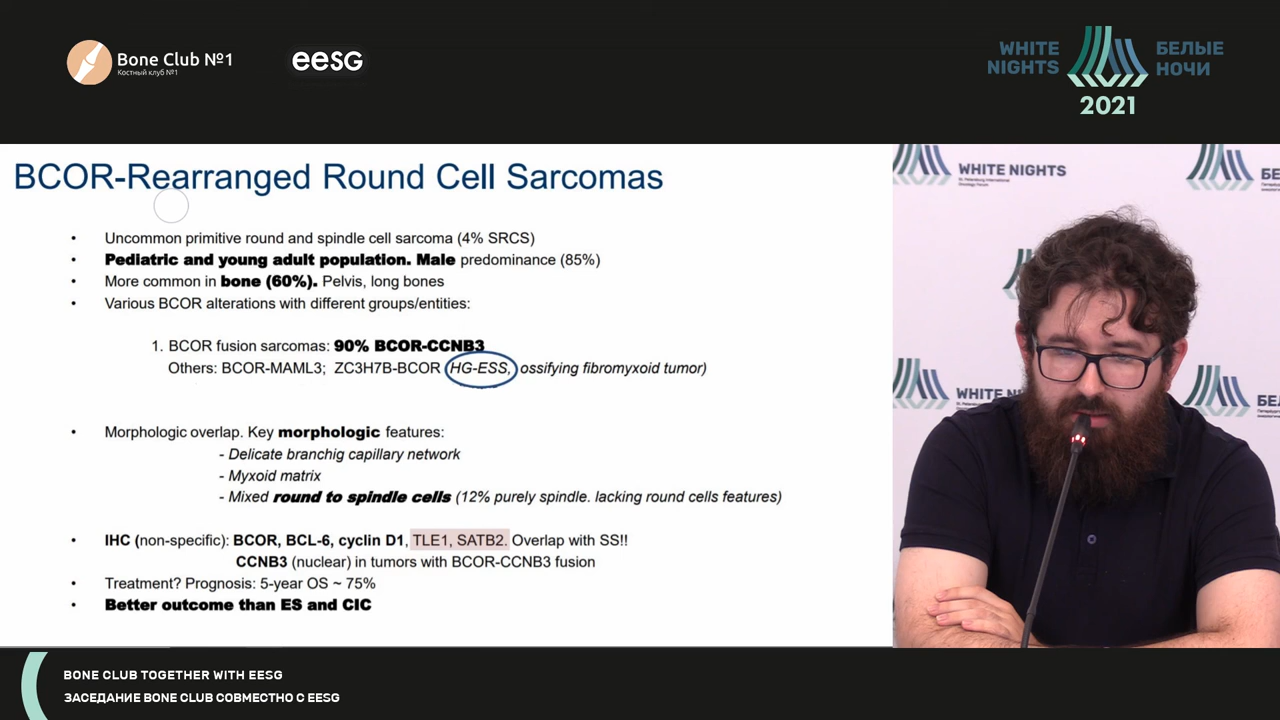 Bone Club №1
Костный клуб №1
eesg
WHITE NIGHTS
БЕЛЫЕ НОЧИ
2021
BCOR-Rearranged Round Cell Sarcomas
• Uncommon primitive round and spindle cell sarcoma (4% SRCS)
• Pediatric and young adult population. Male predominance (85%)
• More common in bone (60%). Pelvis, long bones
• Various BCOR alterations with different groups/entities:
1. BCOR fusion sarcomas: 90% BCOR-CCNB3
Others: BCOR-MAML3; ZC3H7B-BCOR HG-ESS, ossifying fibromyxoid tumor)
• Morphologic overlap. Key morphologic features:
- Delicate branchig capillary network
- Myxoid matrix
- Mixed round to spindle cells (12% purely spindle. lacking round cells features)
• IHC (non-specific): BCOR, BCL-6, cyclin D1, TLE1, SATB2. Overlap with SS!!
CCNB3 (nuclear) in tumors with BCOR-CCNB3 fusion
• Treatment? Prognosis: 5-year OS ~ 75%
• Better outcome than ES and CIC
WHITE NIGHTS
St. Petersburg International
Oncology Forum
БЕ
WHITE N
БЕЛ
BONE CLUB TOGETHER WITH EESG
ЗАСЕДАНИЕ BONE CLUB СОВМЕСТНО С EESG